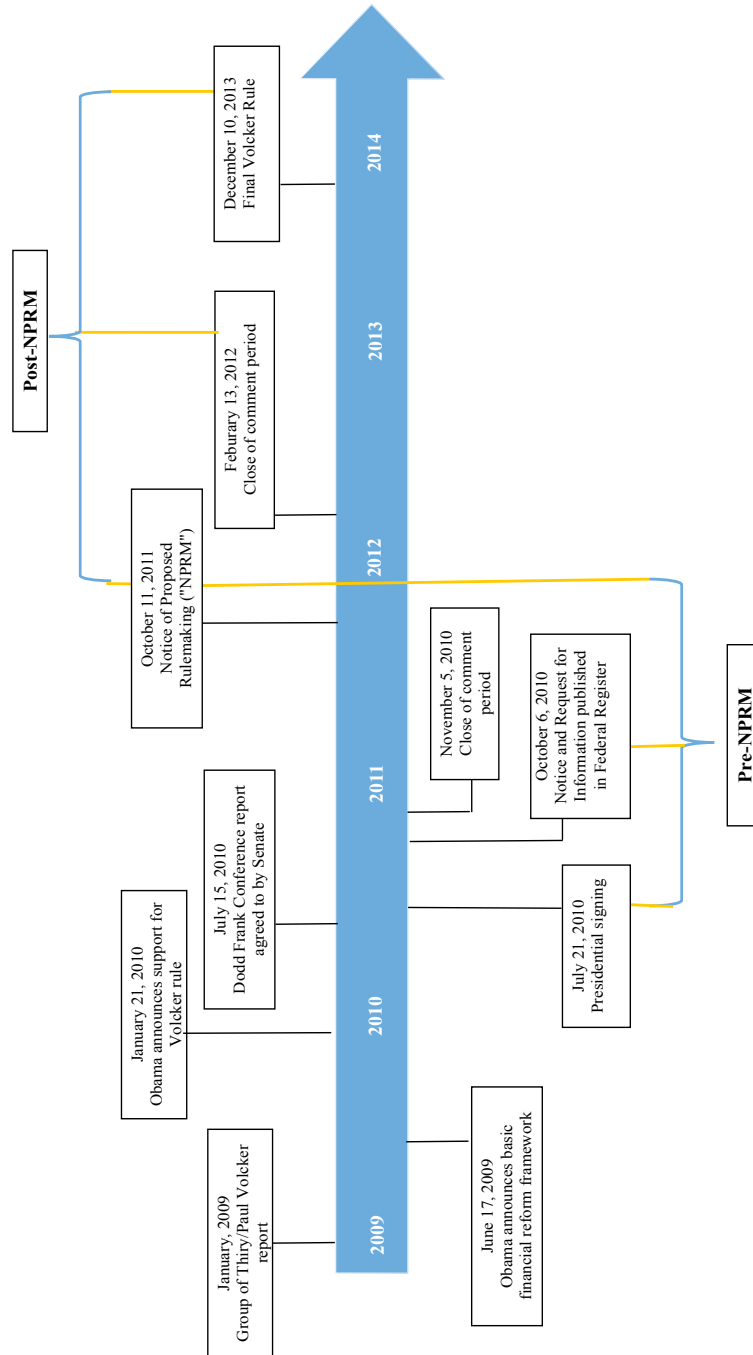 Post-NPRM
January 21, 2010
Obama announces support for
Volcker rule
October 11, 2011
Notice of Proposed
Rulemaking ("NPRM")
January, 2009
Group of Thiry/Paul Volcker
report
July 15, 2010
Dodd Frank Conference report
agreed to by Senate
Feburary 13, 2012
Close of comment period
December 10, 2013
Final Volcker Rule
2009
2010
2011
2012
2013
2014
June 17, 2009
Obama announces basic
financial reform framework
July 21, 2010
Presidential signing
October 6, 2010
Notice and Request for
Information published
in Federal Register
November 5, 2010
Close of comment
period
Pre-NPRM